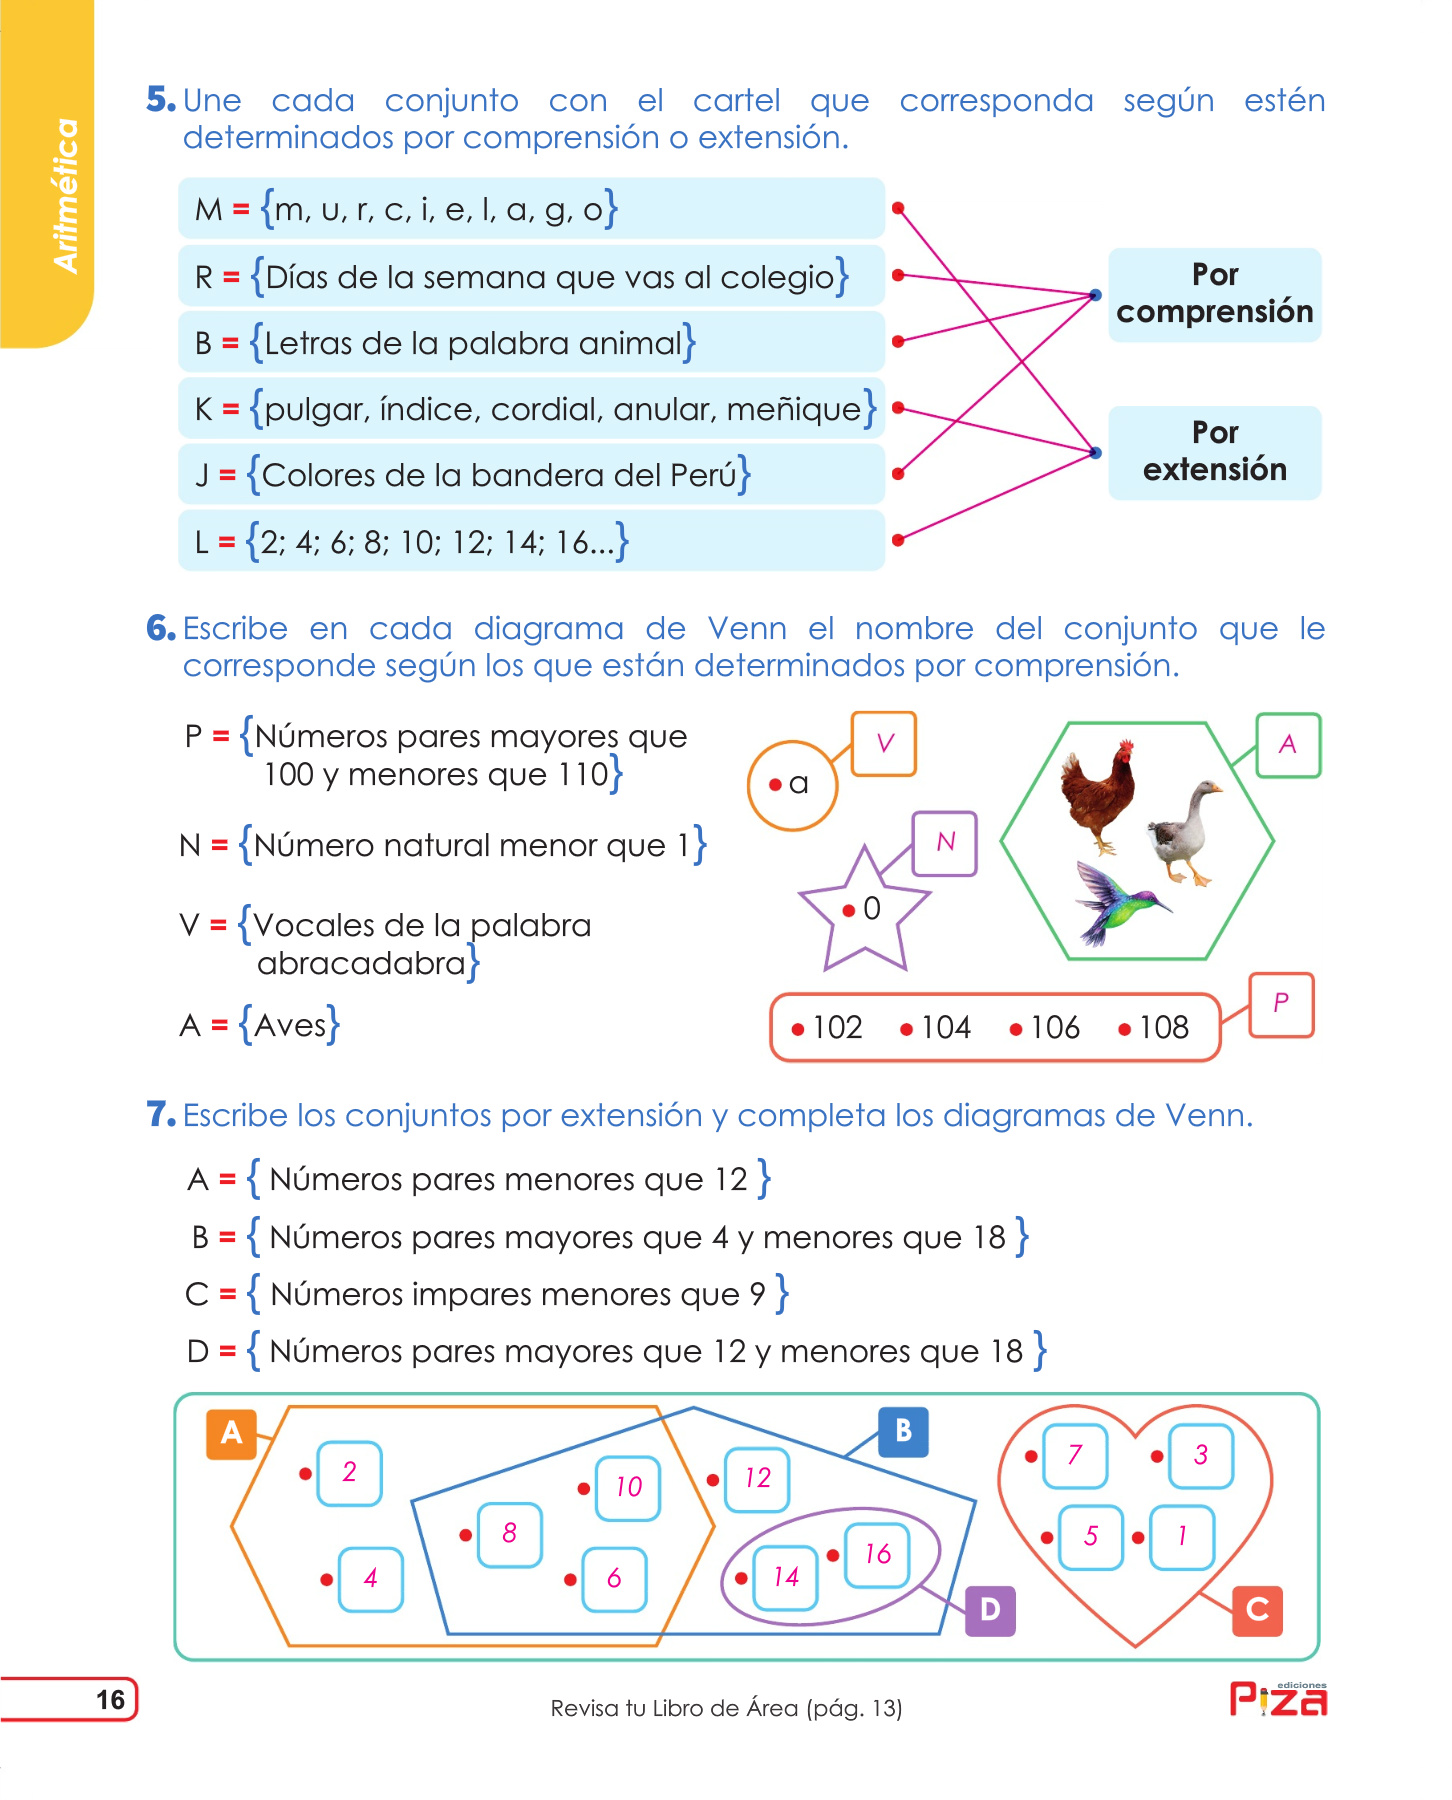 Aritmética
5. Une cada conjunto con el cartel que corresponda según estén
determinados por comprensión o extensión.
M = {m, u, r, c, i, e, l, a, g, o}
R = {Días de la semana que vas al colegio}
B = {Letras de la palabra animal}
K = {pulgar, índice, cordial, anular, meñique}
J = {Colores de la bandera del Perú}
L = {2; 4; 6; 8; 10; 12; 14; 16...}
Por
comprensión
Por
extensión
6. Escribe en cada diagrama de Venn el nombre del conjunto que le
corresponde según los que están determinados por comprensión.
P = {Números pares mayores que
100 y menores que 110}
N = {Número natural menor que 1}
V = {Vocales de la palabra
abracadabra}
A = {Aves}
V
a
A
N
0
P
102 104 106 108
7. Escribe los conjuntos por extensión y completa los diagramas de Venn.
A = { Números pares menores que 12 }
B = { Números pares mayores que 4 y menores que 18 }
C = { Números impares menores que 9 }
D = { Números pares mayores que 12 y menores que 18 }
A
2
4
8
10
6
B
12
14
16
D
7
3
5
1
C
16
Revisa tu Libro de Área (pág. 13)
ediciones
Piza